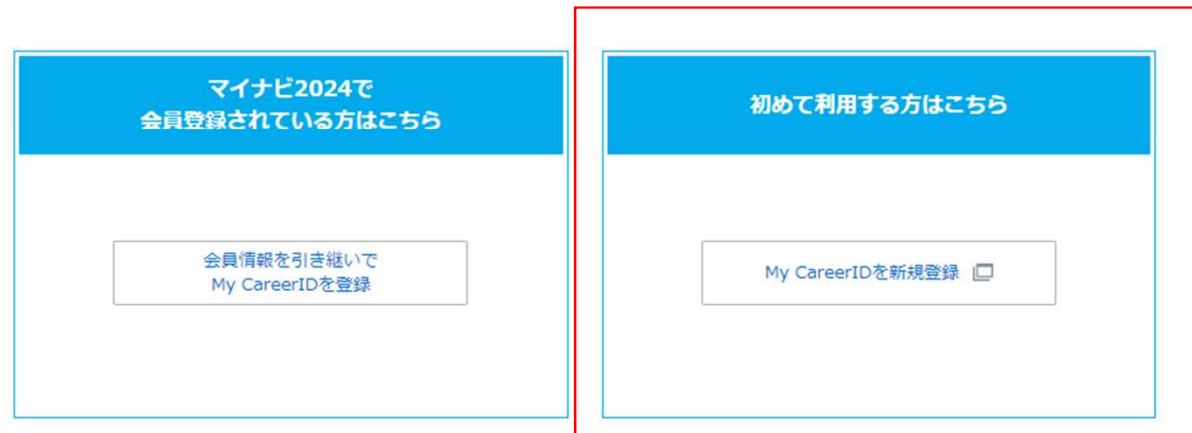 マイナビ2024で
会員登録されている方はこちら
会員情報を引き継いで
My CareerIDを登録
初めて利用する方はこちら
My CareerIDを新規登録